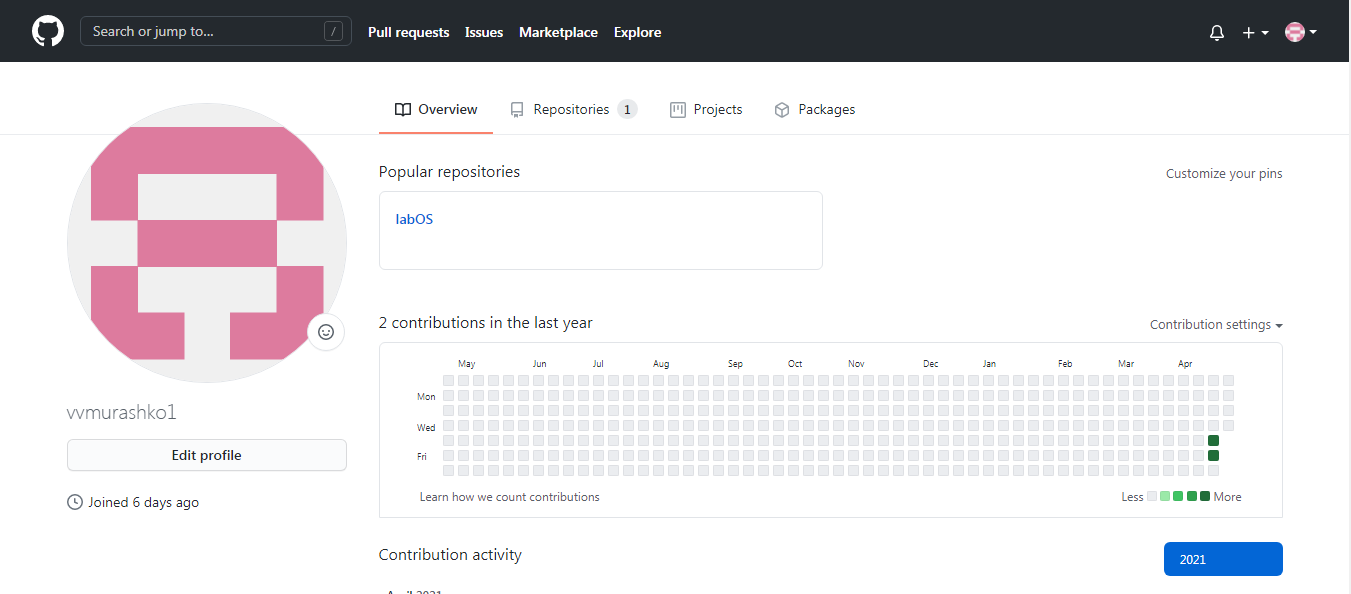 Search or jump to... / Pull requests Issues Marketplace Explore
Overview Repositories 1 Projects Packages
Popular repositories Customize your pins
labOS
2 contributions in the last year Contribution settings
May Jun Jul Aug Sep Oct Nov Dec Jan Feb Mar Apr
Mon
Wed
Fri
Learn how we count contributions Less More
vvmurashko1
Edit profile
Joined 6 days ago
Contribution activity 2021
April 2021